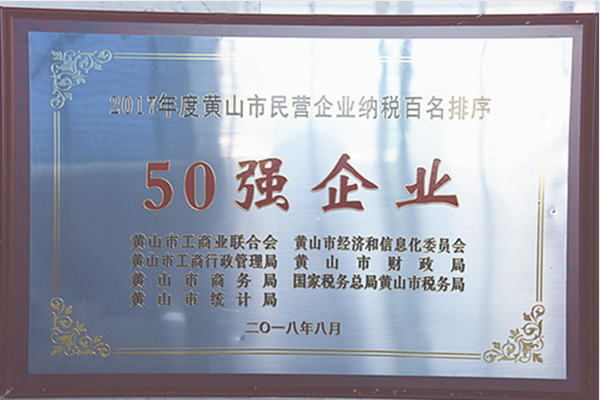 2017年度黄山市民营企业纳税百名排序
50强企业
黄山市工商业联合会 黄山市经济和信息化委员会
黄山市工商行政管理局 黄山市财政局
黄山市商务局 国家税务总局黄山市税务局
黄山市统计局
二〇一八年八月